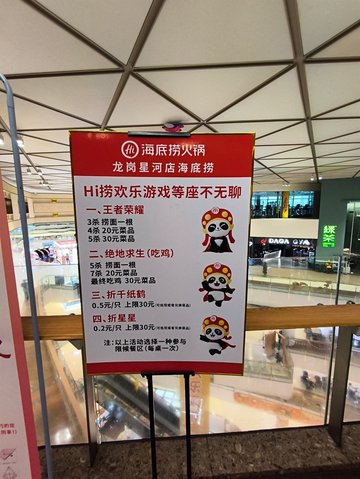 Hi 海底捞火锅
龙岗星河店海底捞
Hi捞欢乐游戏等座不无聊
一、王者荣耀
3杀 捞面一根
4杀 20元菜品
5杀 30元菜品
二、绝地求生（吃鸡）
5杀 捞面一根
7杀 20元菜品
最终吃鸡 30元菜品
三、折千纸鹤
0.5元/只 上限30元
四、折星星
0.2元/只 上限30元
注：以上活动选择一种参与
限候餐区（每桌一次）
绿茶